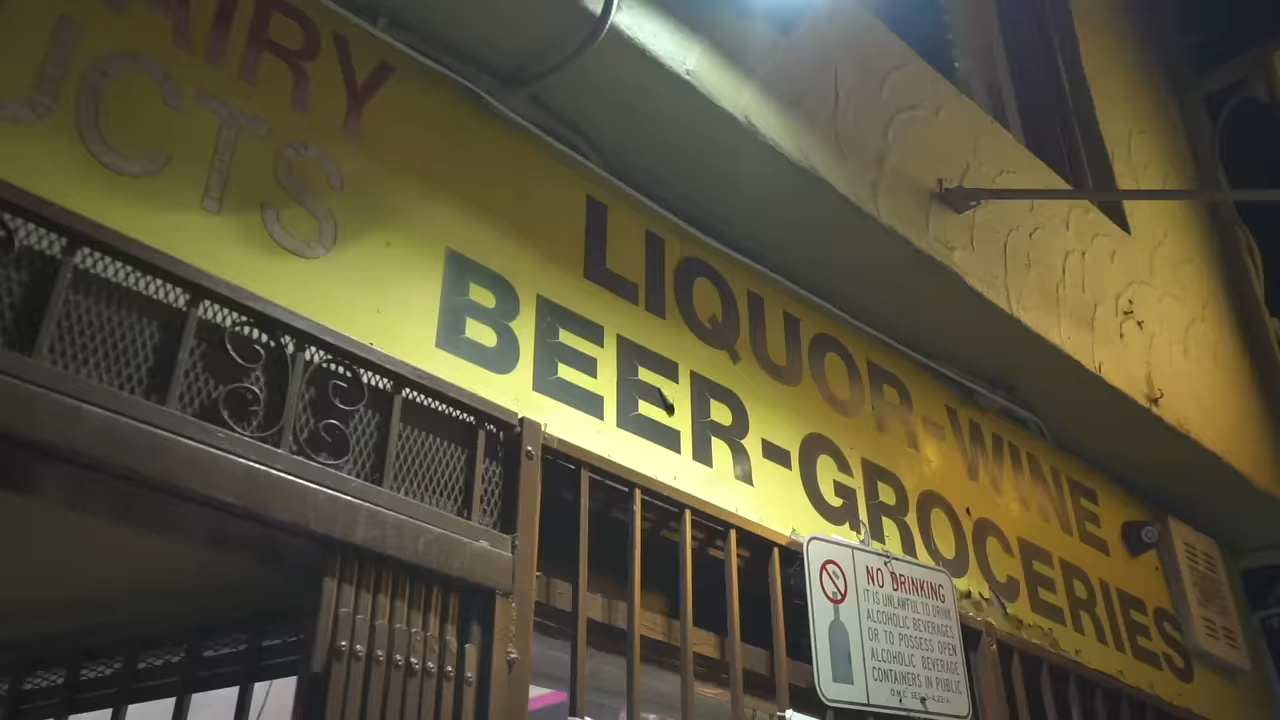 AIRY
UCTS
LIQUOR-WINE
BEER-GROCERIES
NO DRINKING
IT IS UNLAWFUL TO DRINK
ALCOHOLIC BEVERAGES
OR TO POSSESS OPEN
ALCOHOLIC BEVERAGE
CONTAINERS IN PUBLIC
O.M.C. SEC.